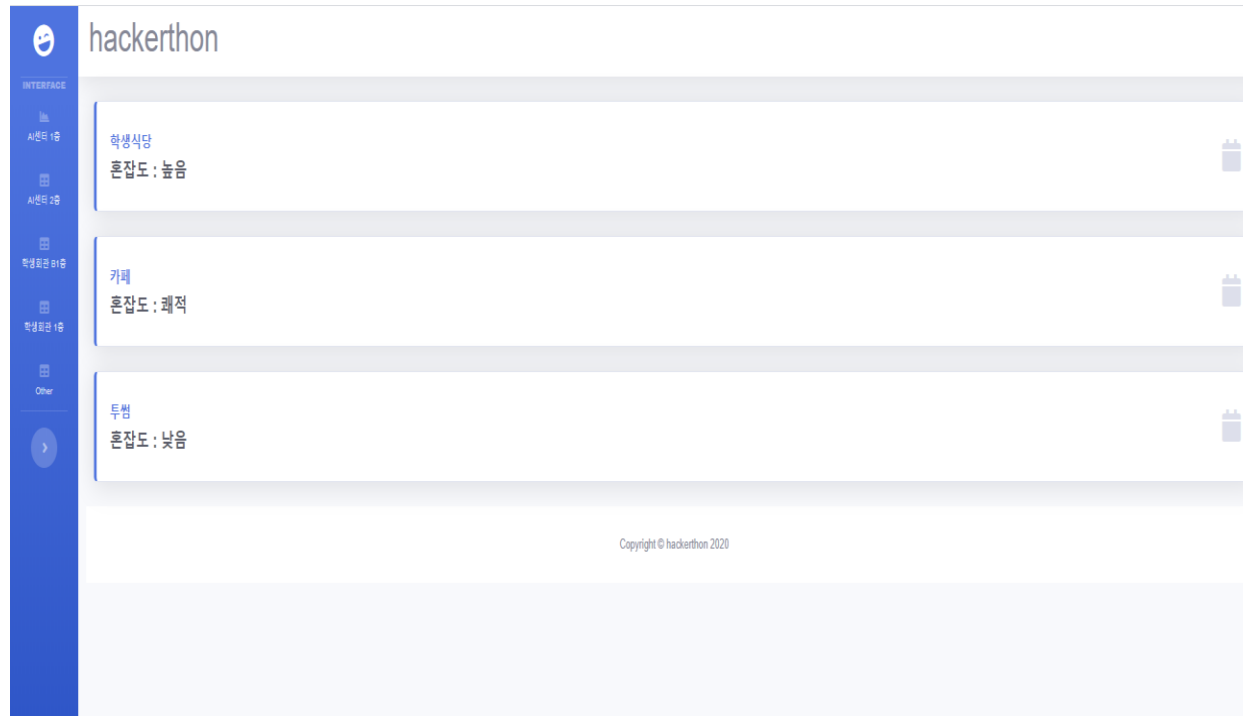 hackerthon
INTERFACE
AI센터 1층
AI센터 2층
학생회관 B1층
학생회관 1층
Other
학생식당
혼잡도 : 높음
카페
혼잡도 : 쾌적
투썸
혼잡도 : 낮음
Copyright © hackerthon 2020